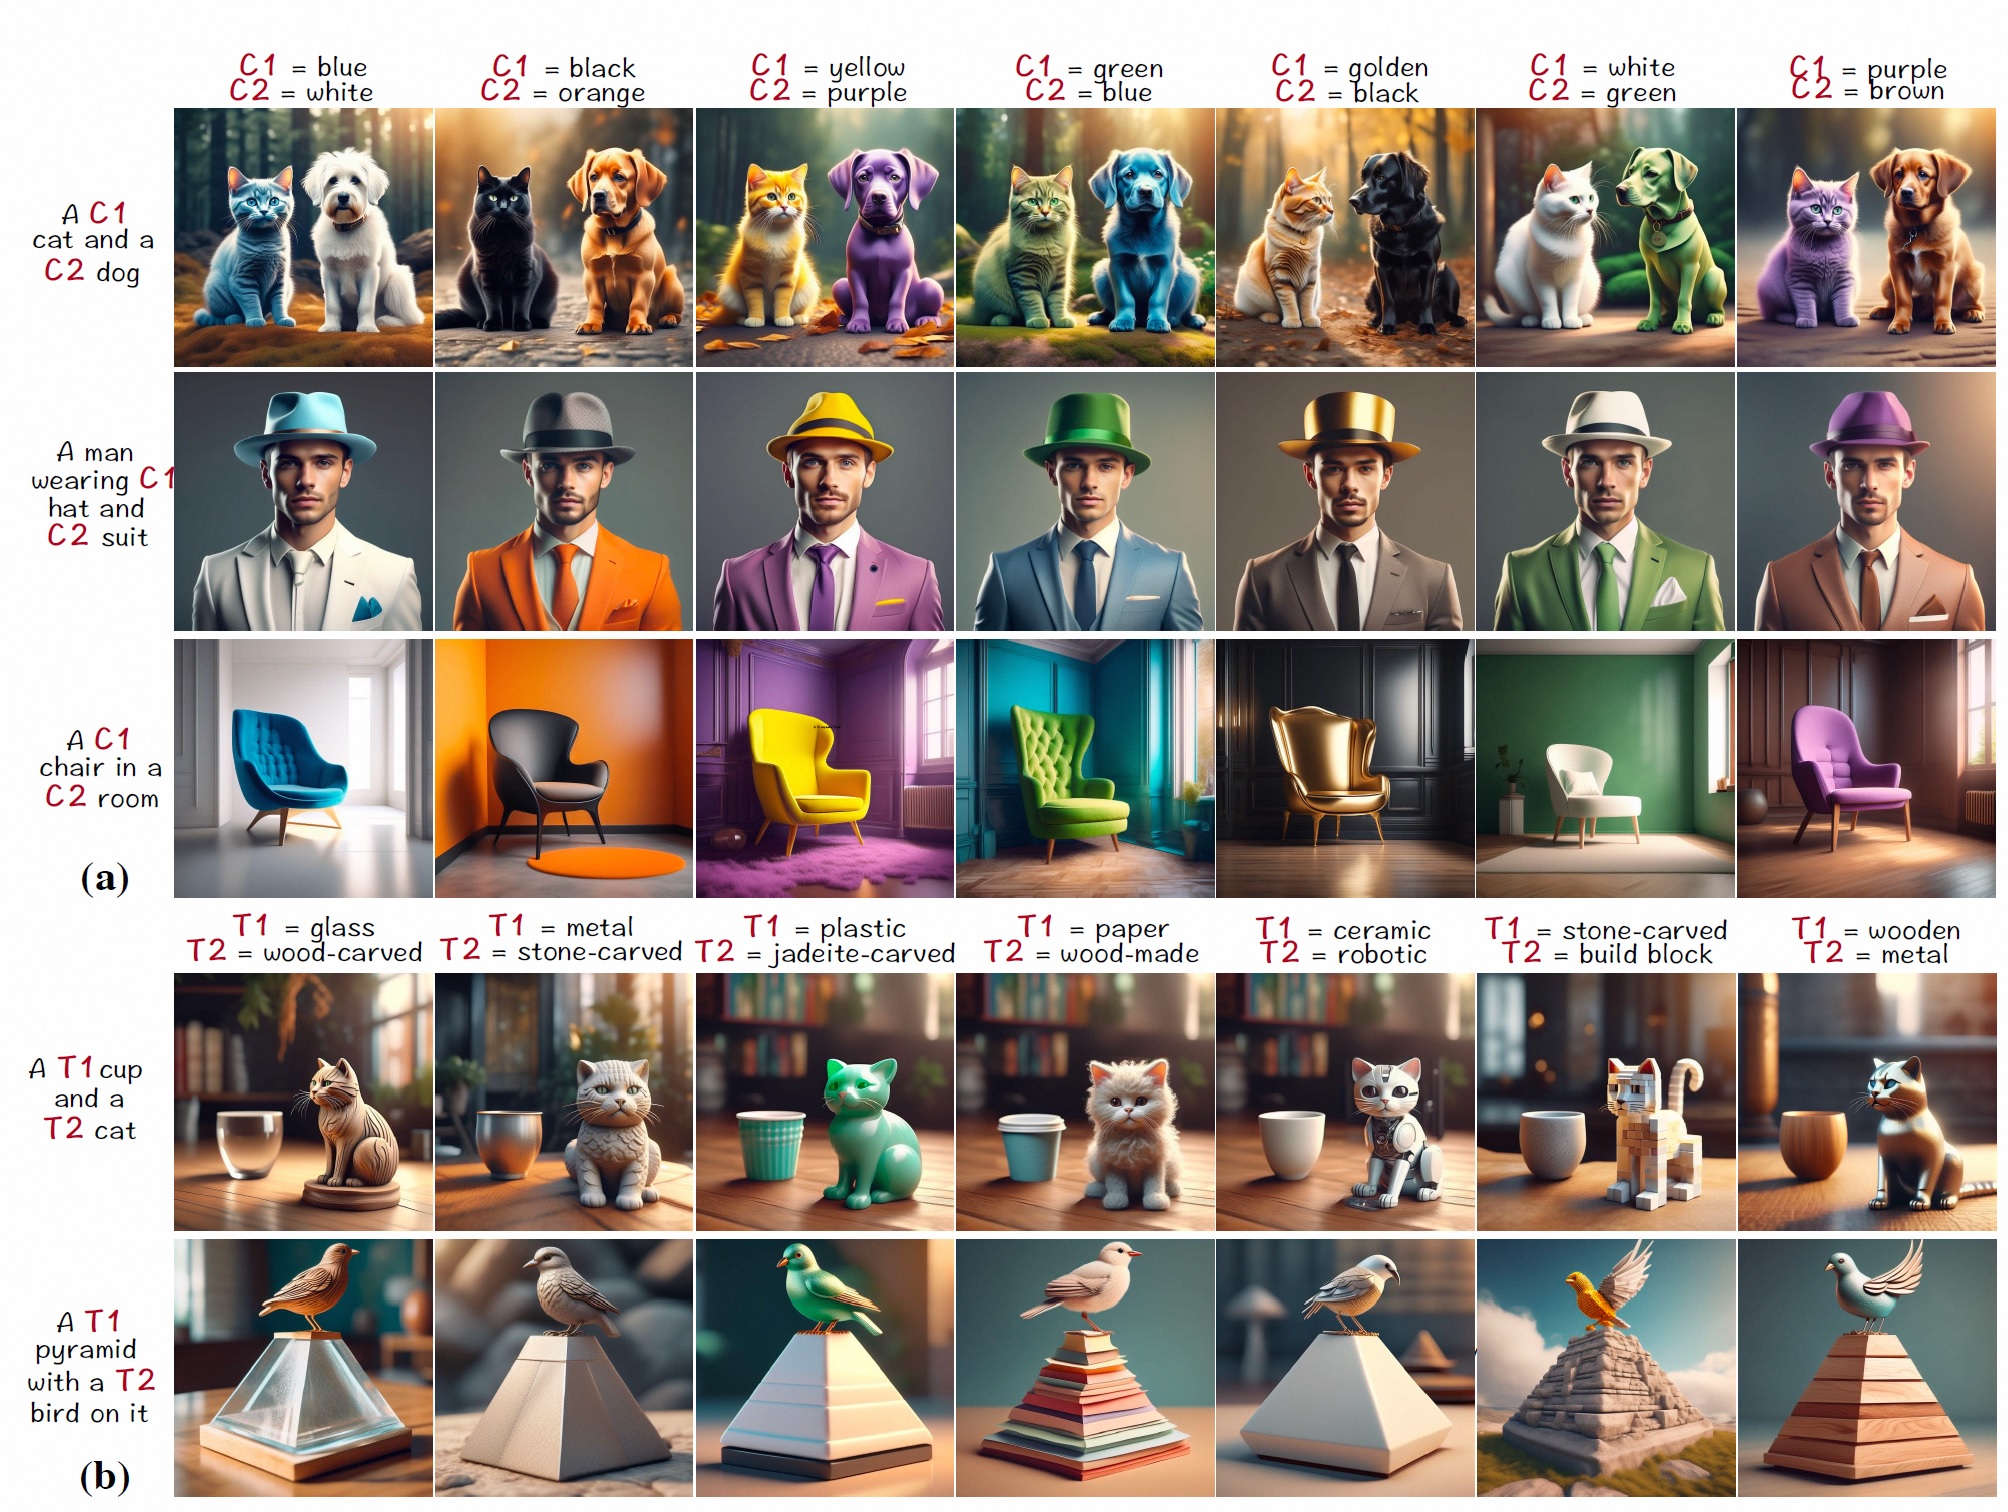 C1 = blue
C2 = white
C1 = black
C2 = orange
C1 = yellow
C2 = purple
C1 = green
C2 = blue
C1 = golden
C2 = black
C1 = white
C2 = green
C1 = purple
C2 = brown
A C1
cat and a
C2 dog
A man
wearing C1
hat and
C2 suit
A C1
chair in a
C2 room
(a)
T1 = glass
T2 = wood-carved
T1 = metal
T2 = stone-carved
T1 = plastic
T2 = jadeite-carved
T1 = paper
T2 = wood-made
T1 = ceramic
T2 = robotic
T1 = stone-carved
T2 = build block
T1 = wooden
T2 = metal
A T1 cup
and a
T2 cat
A T1
pyramid
with a T2
bird on it
(b)